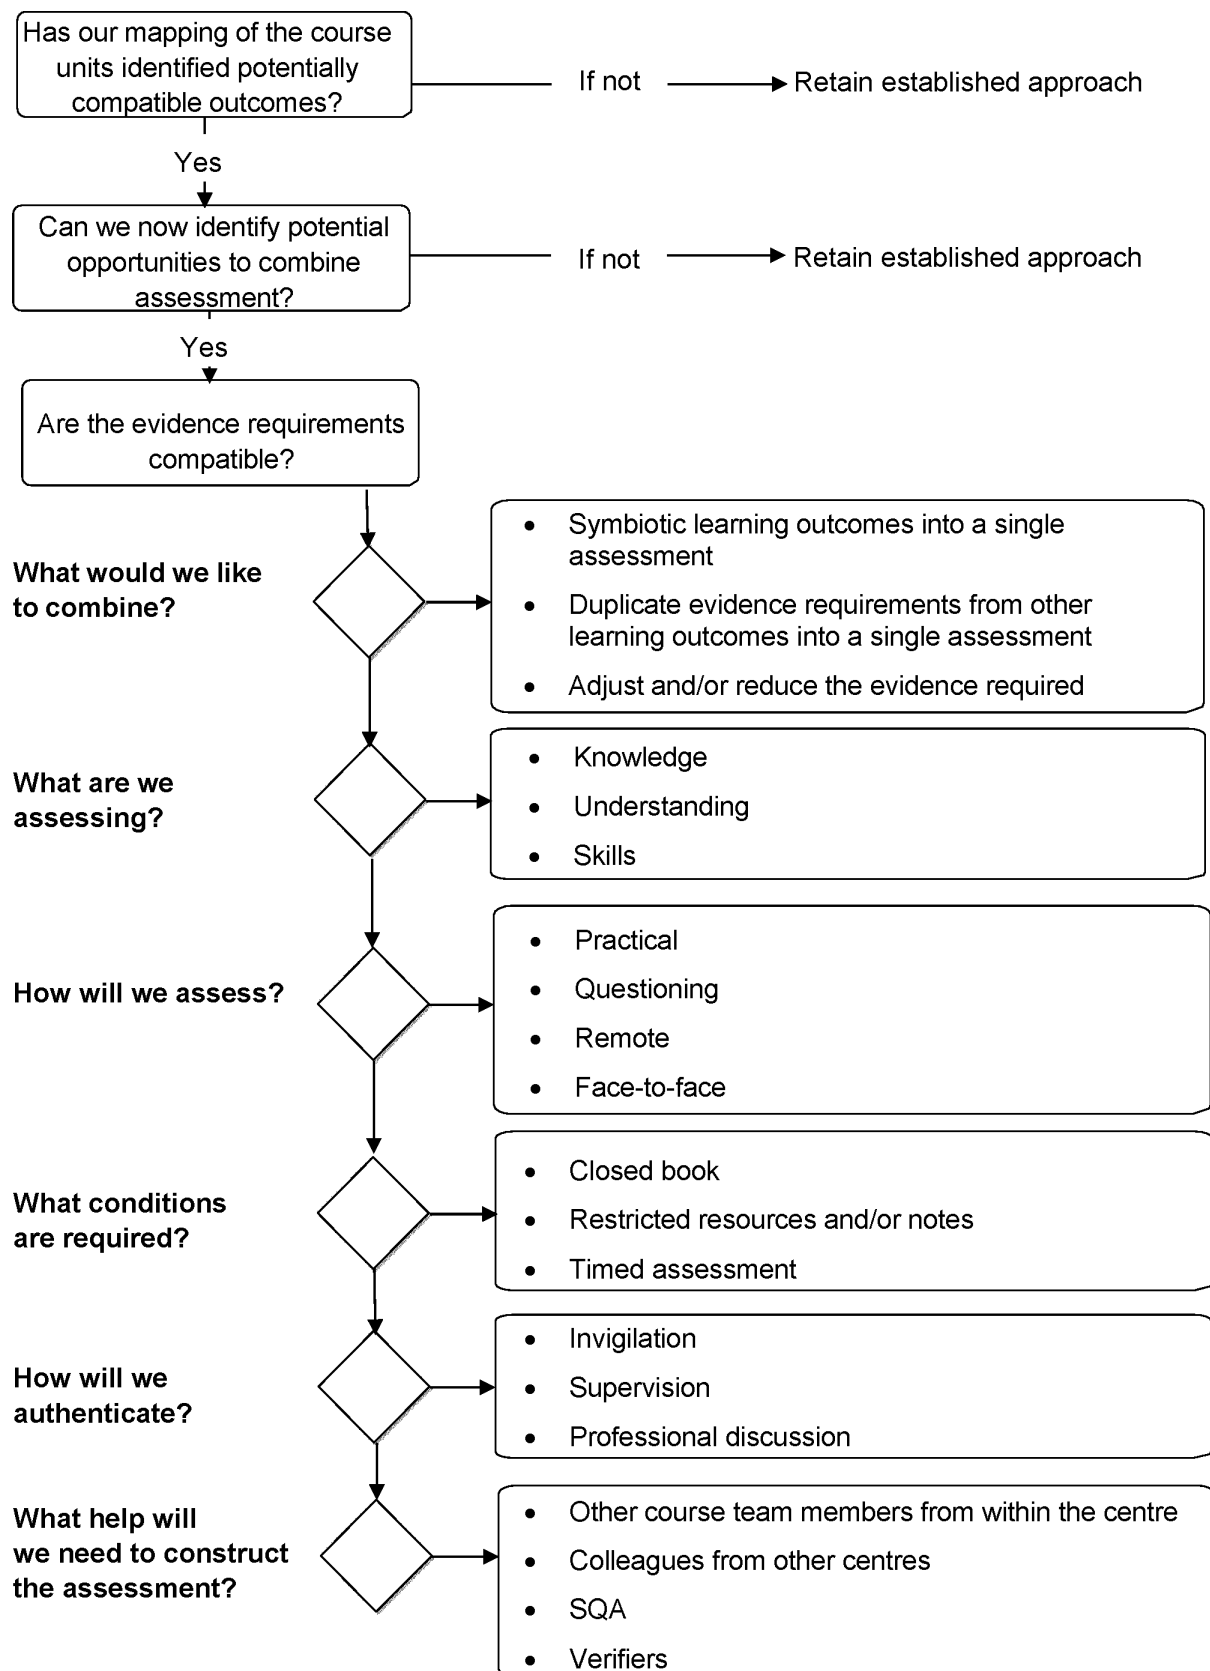 Has our mapping of the course
units identified potentially
compatible outcomes?
If not
Retain established approach
Yes
Can we now identify potential
opportunities to combine
assessment?
If not
Retain established approach
Yes
Are the evidence requirements
compatible?
What would we like
to combine?
• Symbiotic learning outcomes into a single
assessment
• Duplicate evidence requirements from other
learning outcomes into a single assessment
• Adjust and/or reduce the evidence required
What are we
assessing?
• Knowledge
• Understanding
• Skills
How will we assess?
• Practical
• Questioning
• Remote
• Face-to-face
What conditions
are required?
• Closed book
• Restricted resources and/or notes
• Timed assessment
How will we
authenticate?
• Invigilation
• Supervision
• Professional discussion
What help will
we need to construct
the assessment?
• Other course team members from within the centre
• Colleagues from other centres
• SQA
• Verifiers